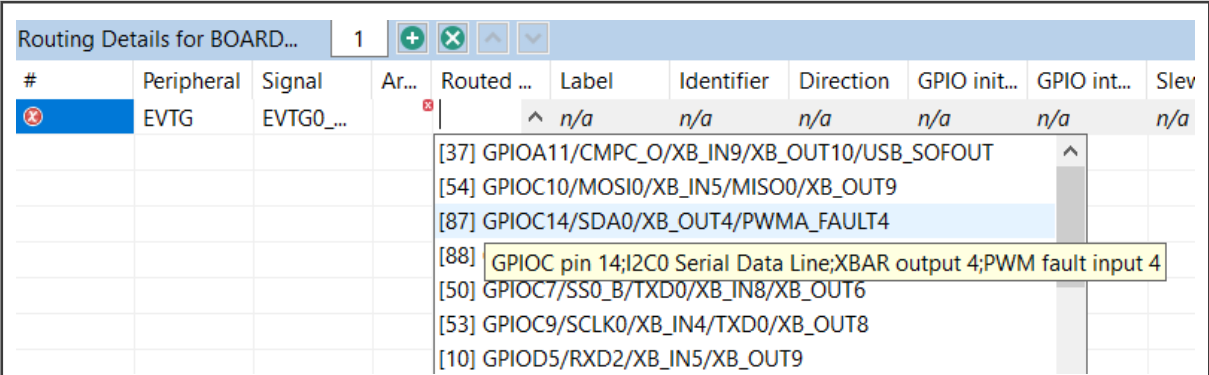 Routing Details for BOARD... 1
# Peripheral Signal Ar... Routed ... Label Identifier Direction GPIO init... GPIO int... Slew
EVTG EVTG0_... n/a n/a n/a n/a n/a n/a
[37] GPIOA11/CMPC_O/XB_IN9/XB_OUT10/USB_SOFOUT
[54] GPIOC10/MOSI0/XB_IN5/MISO0/XB_OUT9
[87] GPIOC14/SDA0/XB_OUT4/PWMA_FAULT4
[88]
GPIOC pin 14;I2C0 Serial Data Line;XBAR output 4;PWM fault input 4
[50] GPIOC7/SS0_B/TXD0/XB_IN8/XB_OUT6
[53] GPIOC9/SCLK0/XB_IN4/TXD0/XB_OUT8
[10] GPIOD5/RXD2/XB_IN5/XB_OUT9